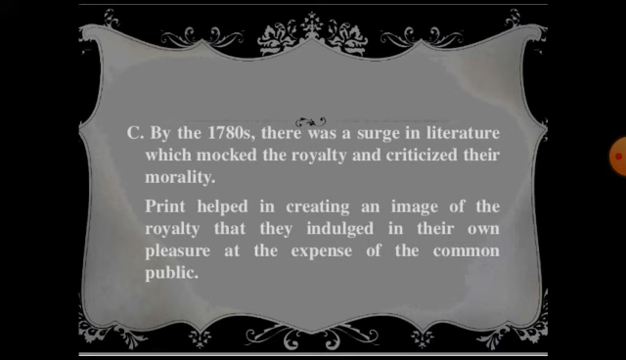 C. By the 1780s, there was a surge in literature
which mocked the royalty and criticized their
morality.
Print helped in creating an image of the
royalty that they indulged in their own
pleasure at the expense of the common
public.